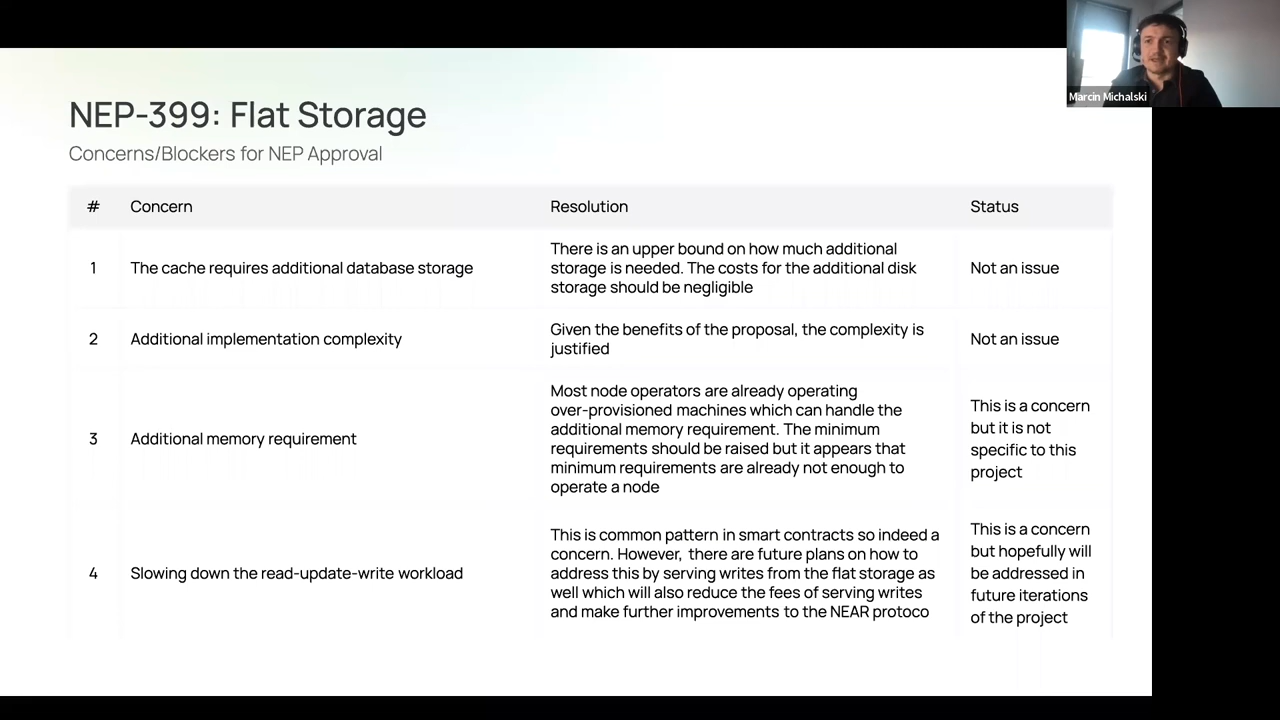 Marcin Michalski
NEP-399: Flat Storage
Concerns/Blockers for NEP Approval
# Concern Resolution Status
1 The cache requires additional database storage
There is an upper bound on how much additional
storage is needed. The costs for the additional disk
storage should be negligible
Not an issue
2 Additional implementation complexity
Given the benefits of the proposal, the complexity is
justified
Not an issue
3 Additional memory requirement
Most node operators are already operating
over-provisioned machines which can handle the
additional memory requirement. The minimum
requirements should be raised but it appears that
minimum requirements are already not enough to
operate a node
This is a concern
but it is not
specific to this
project
4 Slowing down the read-update-write workload
This is common pattern in smart contracts so indeed a
concern. However, there are future plans on how to
address this by serving writes from the flat storage as
well which will also reduce the fees of serving writes
and make further improvements to the NEAR protoco
This is a concern
but hopefully will
be addressed in
future iterations
of the project